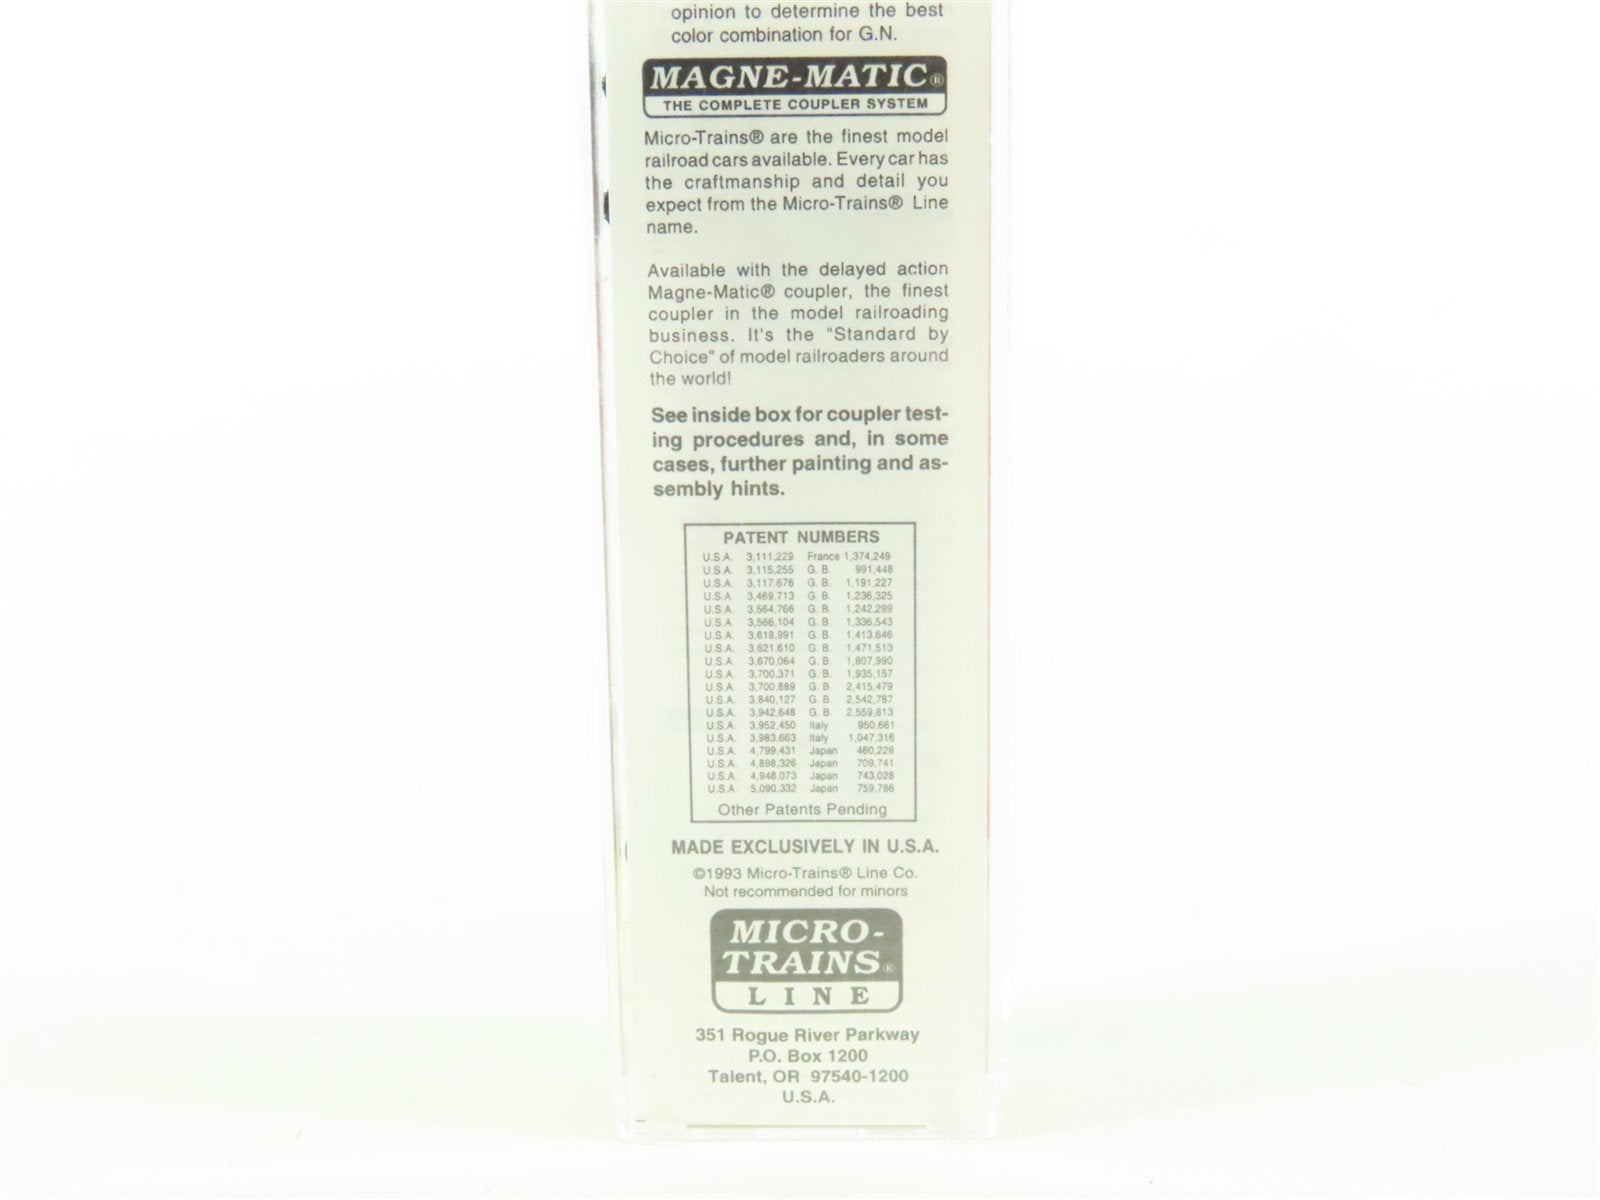 opinion to determine the best
color combination for G.N.
MAGNE-MATIC®
THE COMPLETE COUPLER SYSTEM
Micro-Trains® are the finest model
railroad cars available. Every car has
the craftmanship and detail you
expect from the Micro-Trains® Line
name.
Available with the delayed action
Magne-Matic® coupler, the finest
coupler in the model railroading
business. It's the "Standard by
Choice" of model railroaders around
the world!
See inside box for coupler test-
ing procedures and, in some
cases, further painting and as-
sembly hints.
PATENT NUMBERS
U.S.A. 3,111,229 France 1,374,249
U.S.A. 3,115,255 G.B. 991,448
U.S.A. 3,117,676 G.B. 1,191,227
U.S.A. 3,469,713 G.B. 1,236,325
U.S.A. 3,564,766 G.B. 1,242,299
U.S.A. 3,566,104 G.B. 1,336,543
U.S.A. 3,618,991 G.B. 1,413,646
U.S.A. 3,621,610 G.B. 1,471,513
U.S.A. 3,670,064 G.B. 1,807,990
U.S.A. 3,700,371 G.B. 1,935,157
U.S.A. 3,700,889 G.B. 2,415,479
U.S.A. 3,840,127 G.B. 2,542,787
U.S.A. 3,942,648 G.B. 2,559,813
U.S.A. 3,952,450 Italy 950,661
U.S.A. 3,983,663 Italy 1,047,316
U.S.A. 4,799,431 Japan 460,228
U.S.A. 4,898,326 Japan 709,741
U.S.A. 4,948,073 Japan 743,028
U.S.A. 5,090,332 Japan 759,786
Other Patents Pending
MADE EXCLUSIVELY IN U.S.A.
©1993 Micro-Trains® Line Co.
Not recommended for minors
MICRO-
TRAINS®
LINE
351 Rogue River Parkway
P.O. Box 1200
Talent, OR 97540-1200
U.S.A.